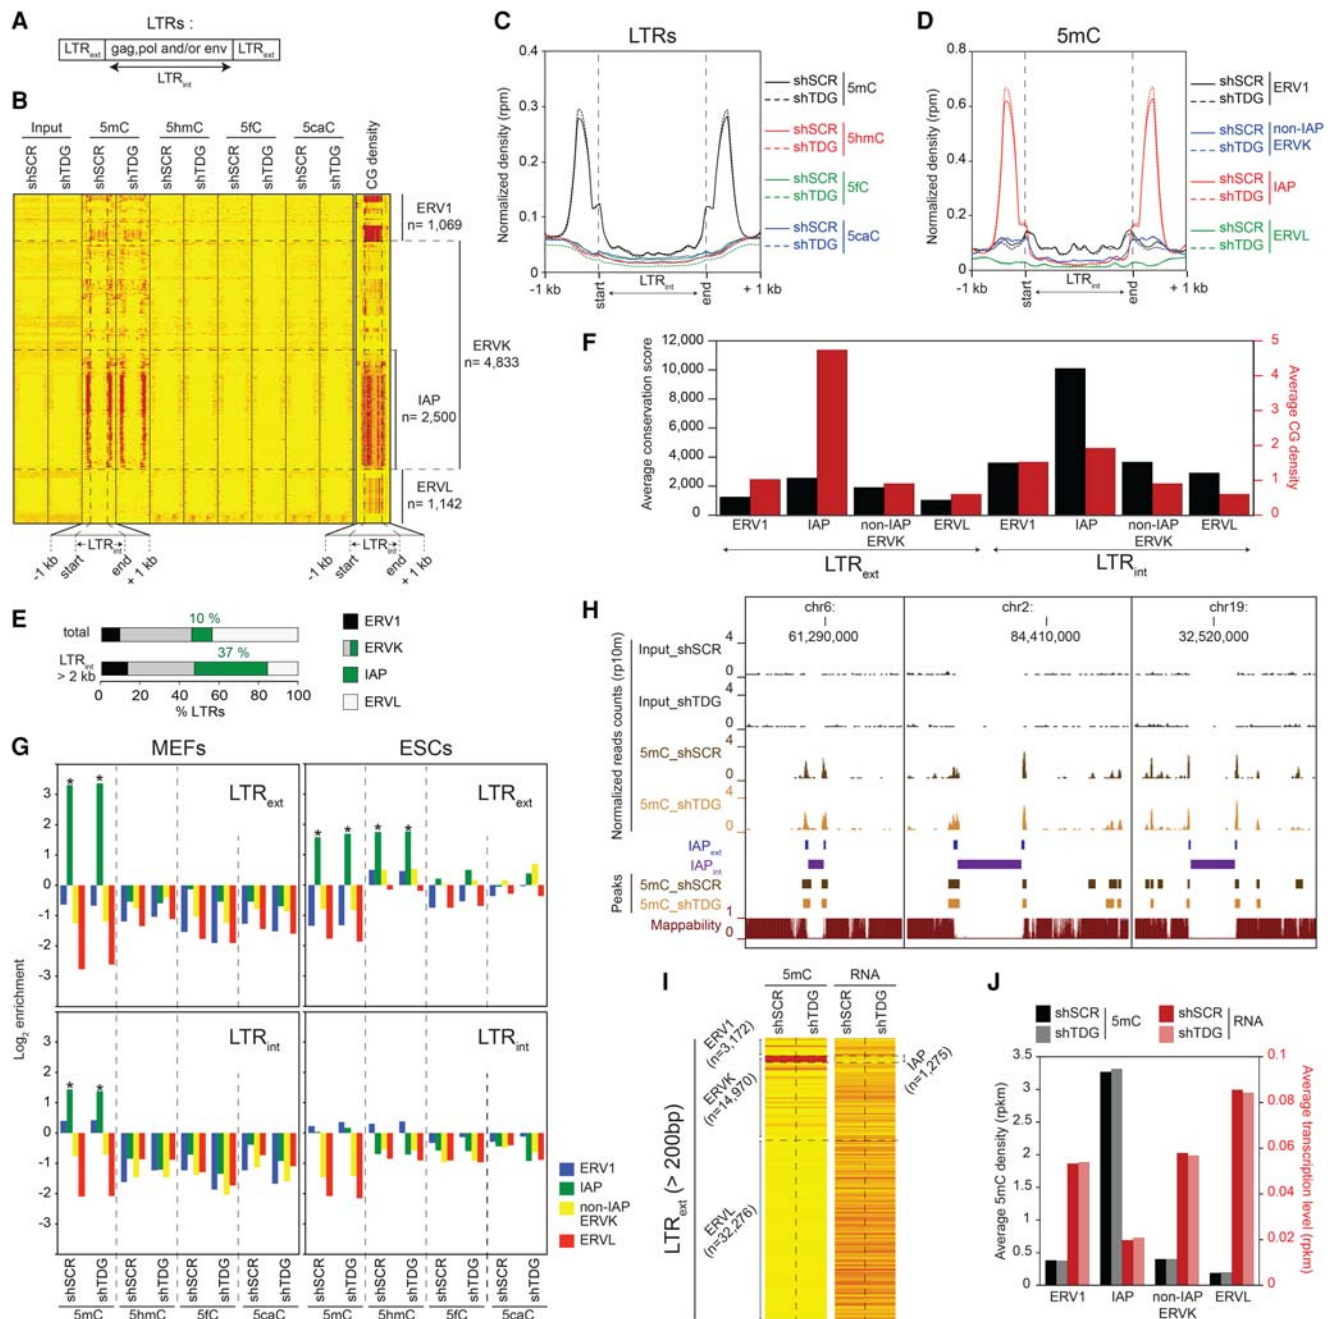 A
LTRs :
LTRext gag,pol and/or env LTRext
LTRint
B
Input 5mC 5hmC 5fC 5caC
shSCR shTDG shSCR shTDG shSCR shTDG shSCR shTDG shSCR shTDG CG density
ERV1
n= 1,069
ERVK
n= 4,833
IAP
n= 2,500
ERVL
n= 1,142
-1 kb start LTRint end + 1 kb
-1 kb start LTRint end + 1 kb
C
LTRs
Normalized density (rpm)
0.4
0.3
0.2
0.1
0
-1 kb start LTRint end + 1 kb
shSCR
shTDG
5mC
shSCR
shTDG
5hmC
shSCR
shTDG
5fC
shSCR
shTDG
5caC
D
5mC
Normalized density (rpm)
0.8
0.6
0.4
0.2
0
-1 kb start LTRint end + 1 kb
shSCR
shTDG
ERV1
shSCR
shTDG
non-IAP
ERVK
shSCR
shTDG
IAP
shSCR
shTDG
ERVL
E
10 %
total
37 %
LTRint
> 2 kb
0 20 40 60 80 100
% LTRs
ERV1
ERVK
IAP
ERVL
F
Average conservation score
12,000
10,000
8,000
6,000
4,000
2,000
0
5
4
3
2
1
0
Average CG density
ERV1 IAP non-IAP ERVL ERV1 IAP non-IAP ERVL
ERVK ERVK
LTRext LTRint
G
MEFs ESCs
Log2 enrichment
3
2
1
0
-1
-2
-3
* * LTRext
* * * * LTRext
3
2
1
0
-1
-2
-3
* * LTRint
LTRint
shSCR shTDG shSCR shTDG shSCR shTDG shSCR shTDG shSCR shTDG shSCR shTDG shSCR shTDG shSCR shTDG
5mC 5hmC 5fC 5caC 5mC 5hmC 5fC 5caC
ERV1
IAP
non-IAP
ERVK
ERVL
H
chr6: chr2: chr19:
61,290,000 84,410,000 32,520,000
Normalized reads counts (rp10m)
4
Input_shSCR
0
4
Input_shTDG
0
4
5mC_shSCR
0
4
5mC_shTDG
0
IAPext
IAPint
Peaks
5mC_shSCR
5mC_shTDG
1
Mappability
0
I
5mC RNA
shSCR shTDG shSCR shTDG
LTRext (> 200bp)
ERV1
(n=3,172)
ERVK
(n=14,970)
ERVL
(n=32,276)
IAP
(n=1,275)
J
shSCR
shTDG
5mC
shSCR
shTDG
RNA
Average 5mC density (rpkm)
3.5
3
2.5
2
1.5
1
0.5
0
0.1
0.08
0.06
0.04
0.02
0
Average transcription level (rpkm)
ERV1 IAP non-IAP ERVL
ERVK